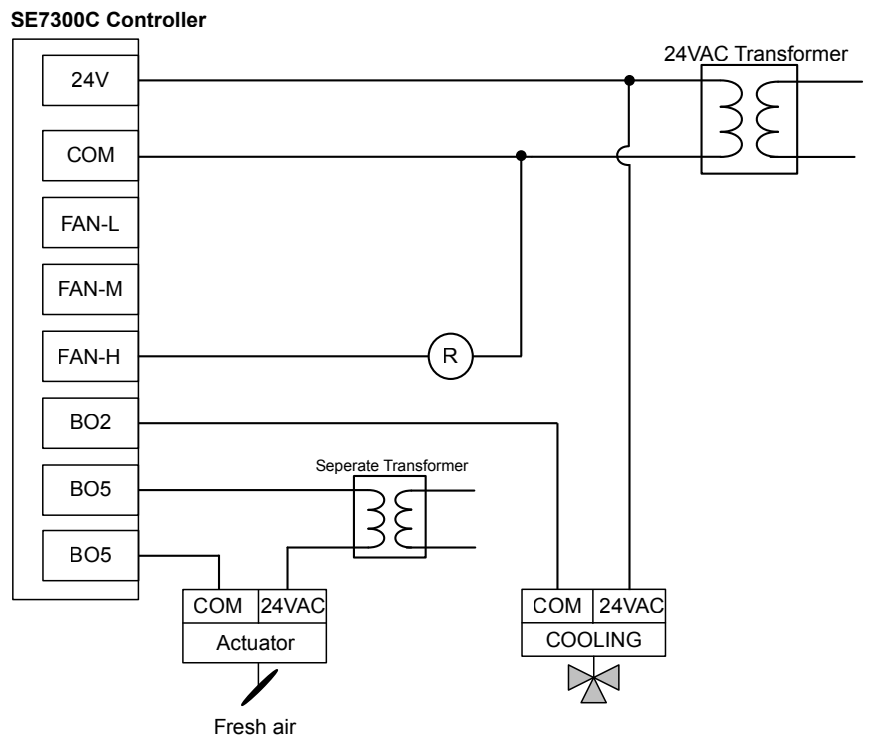 SE7300C Controller
24VAC Transformer
24V
COM
FAN-L
FAN-M
FAN-H
R
BO2
Seperate Transformer
BO5
BO5
COM 24VAC
Actuator
Fresh air
COM 24VAC
COOLING